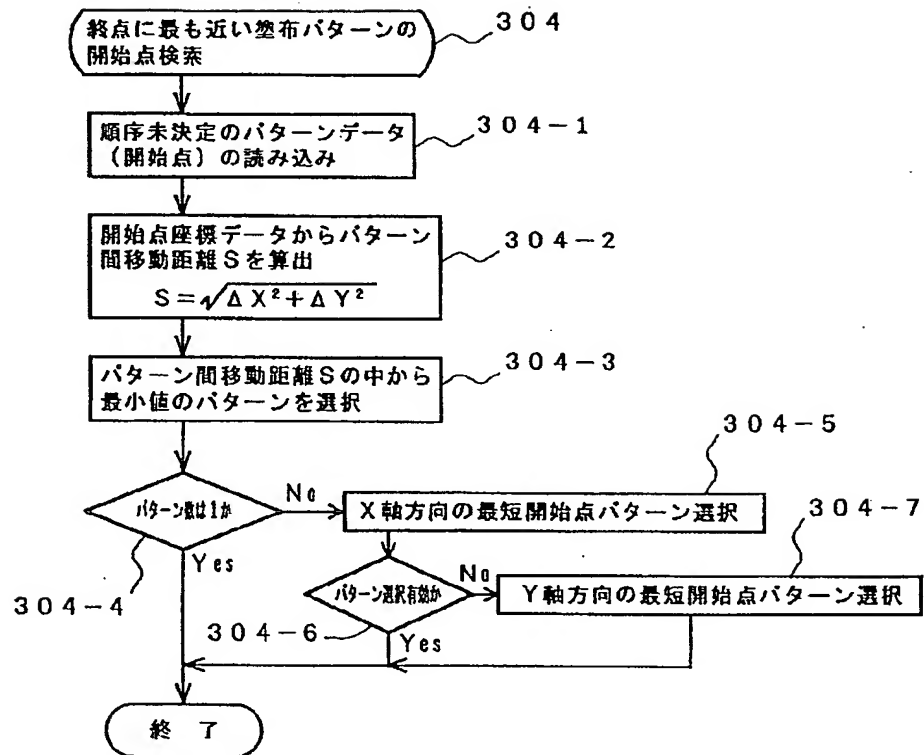 終点に最も近い塗布パターンの
開始点検索
304
順序未決定のパターンデータ
(開始点)の読み込み
304-1
開始点座標データからパターン
間移動距離Sを算出
S=√ΔX²+ΔY²
304-2
パターン間移動距離Sの中から
最小値のパターンを選択
304-3
パターン数は1か
No
Yes
304-4
X軸方向の最短開始点パターン選択
304-5
パターン選択有効か
No
Yes
304-6
Y軸方向の最短開始点パターン選択
304-7
終了